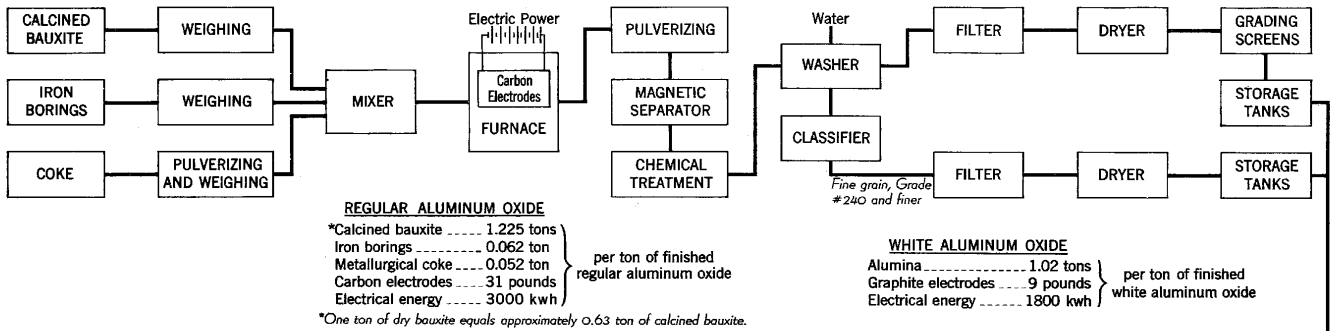 CALCINED
BAUXITE
WEIGHING
IRON
BORINGS
WEIGHING
COKE
PULVERIZING
AND WEIGHING
MIXER
Electric Power
Carbon
Electrodes
FURNACE
PULVERIZING
MAGNETIC
SEPARATOR
CHEMICAL
TREATMENT
Water
WASHER
CLASSIFIER
Fine grain, Grade
#240 and finer
FILTER
DRYER
GRADING
SCREENS
STORAGE
TANKS
FILTER
DRYER
STORAGE
TANKS
REGULAR ALUMINUM OXIDE
*Calcined bauxite ----- 1.225 tons
Iron borings --------- 0.062 ton
Metallurgical coke ---- 0.052 ton
Carbon electrodes -- 31 pounds
Electrical energy ---- 3000 kwh
per ton of finished
regular aluminum oxide
*One ton of dry bauxite equals approximately 0.63 ton of calcined bauxite.
WHITE ALUMINUM OXIDE
Alumina------------- 1.02 tons
Graphite electrodes -- 9 pounds
Electrical energy ----- 1800 kwh
per ton of finished
white aluminum oxide